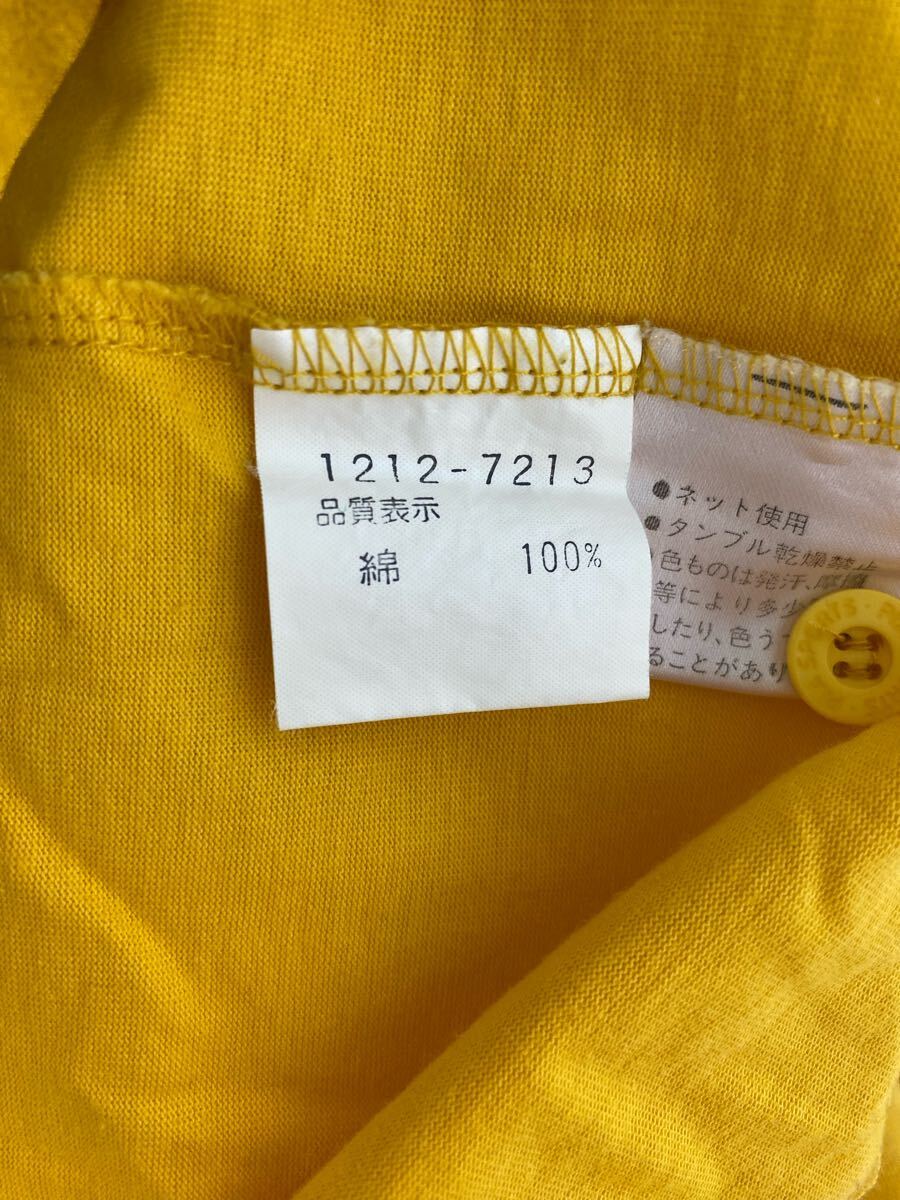 1212-7213
品質表示
綿 100%
●ネット使用
●タンブル乾燥禁止
色ものは発汗、摩擦
等により多少
したり、色う
ることがあり
SPORTS